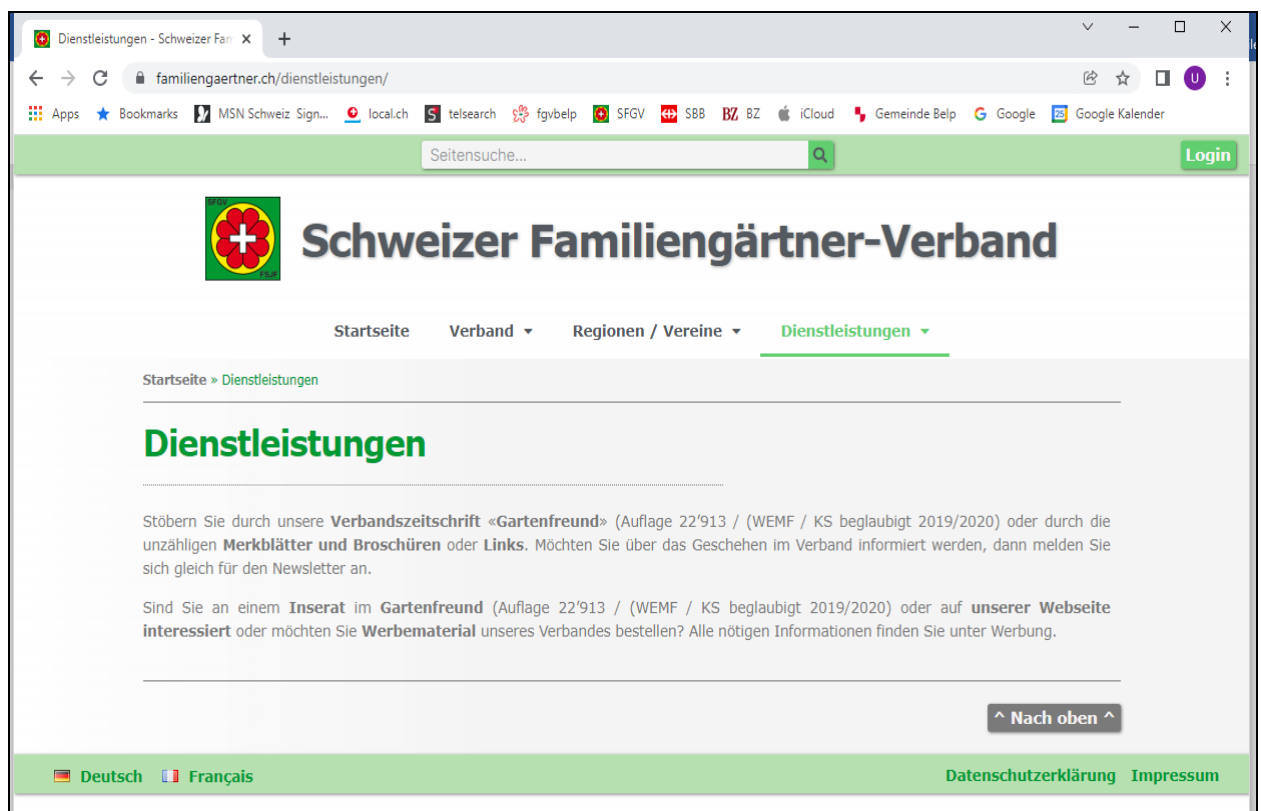 Dienstleistungen - Schweizer Fam
familiengaertner.ch/dienstleistungen/
U
Apps Bookmarks MSN Schweiz Sign... local.ch telsearch fgvbelp SFGV SBB BZ BZ iCloud Gemeinde Belp Google 25 Google Kalender
Seitensuche...
Login
SFGV
FSJF
Schweizer Familiengärtner-Verband
Startseite Verband Regionen / Vereine Dienstleistungen
Startseite » Dienstleistungen
Dienstleistungen
Stöbern Sie durch unsere Verbandszeitschrift «Gartenfreund» (Auflage 22’913 / (WEMF / KS beglaubigt 2019/2020) oder durch die
unzähligen Merkblätter und Broschüren oder Links. Möchten Sie über das Geschehen im Verband informiert werden, dann melden Sie
sich gleich für den Newsletter an.
Sind Sie an einem Inserat im Gartenfreund (Auflage 22’913 / (WEMF / KS beglaubigt 2019/2020) oder auf unserer Webseite
interessiert oder möchten Sie Werbematerial unseres Verbandes bestellen? Alle nötigen Informationen finden Sie unter Werbung.
^ Nach oben ^
Deutsch Français
Datenschutzerklärung Impressum